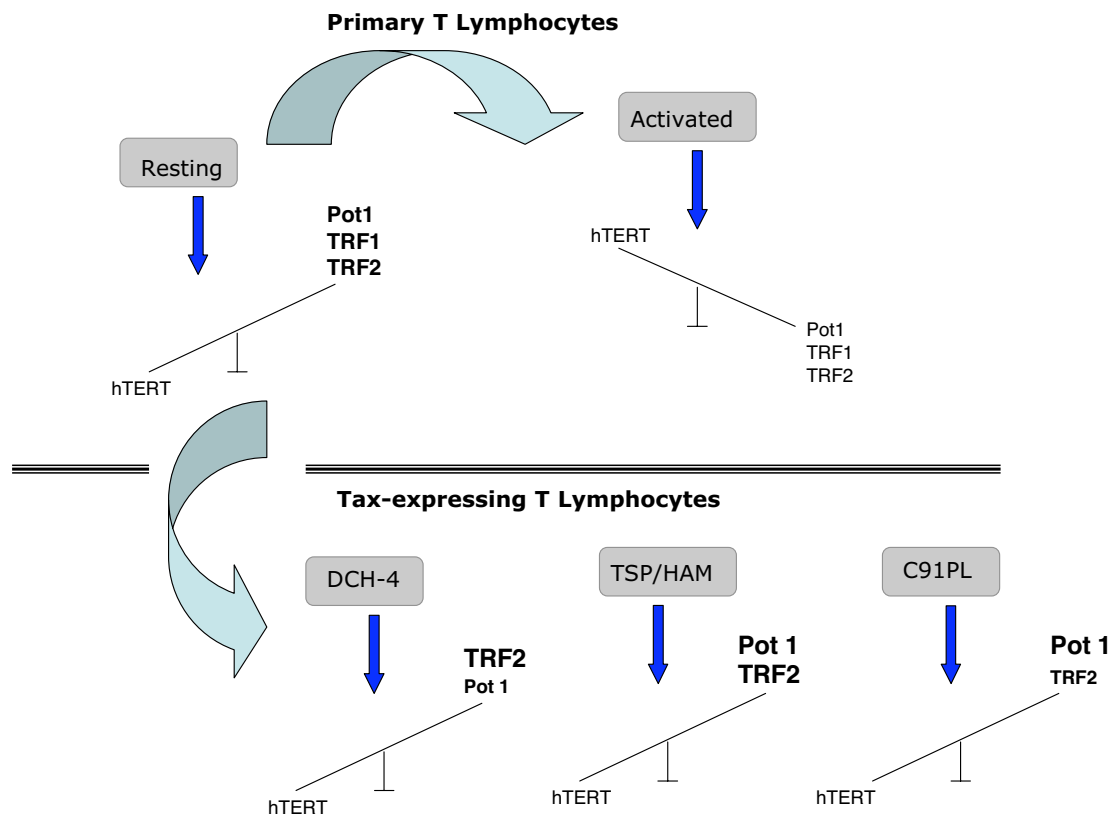 Primary T Lymphocytes
Resting
Activated
Pot1
TRF1
TRF2
hTERT
hTERT
Pot1
TRF1
TRF2
Tax-expressing T Lymphocytes
DCH-4
TSP/HAM
C91PL
TRF2
Pot 1
hTERT
Pot 1
TRF2
hTERT
Pot 1
TRF2
hTERT